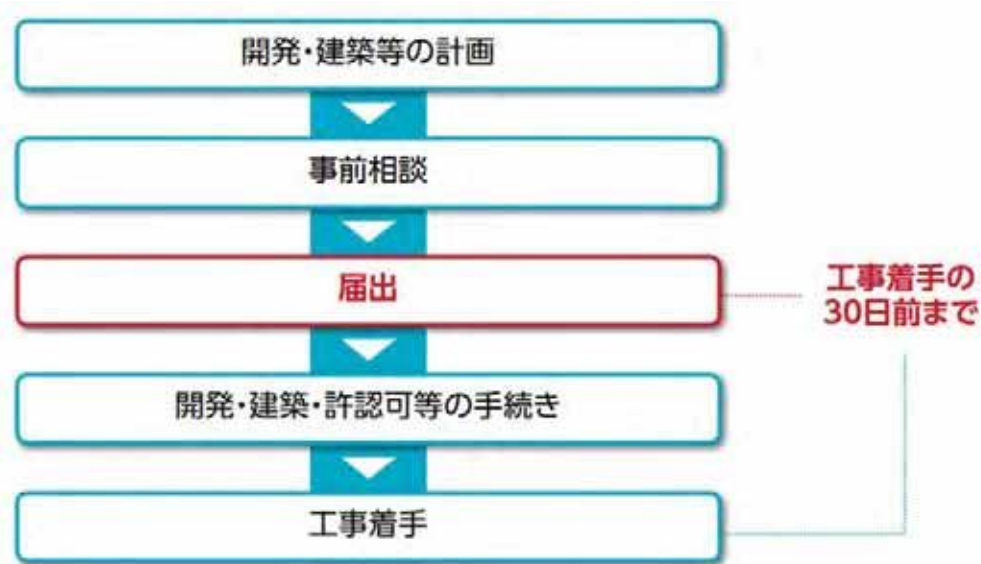 開発・建築等の計画
事前相談
届出
工事着手の
30日前まで
開発・建築・許認可等の手続き
工事着手